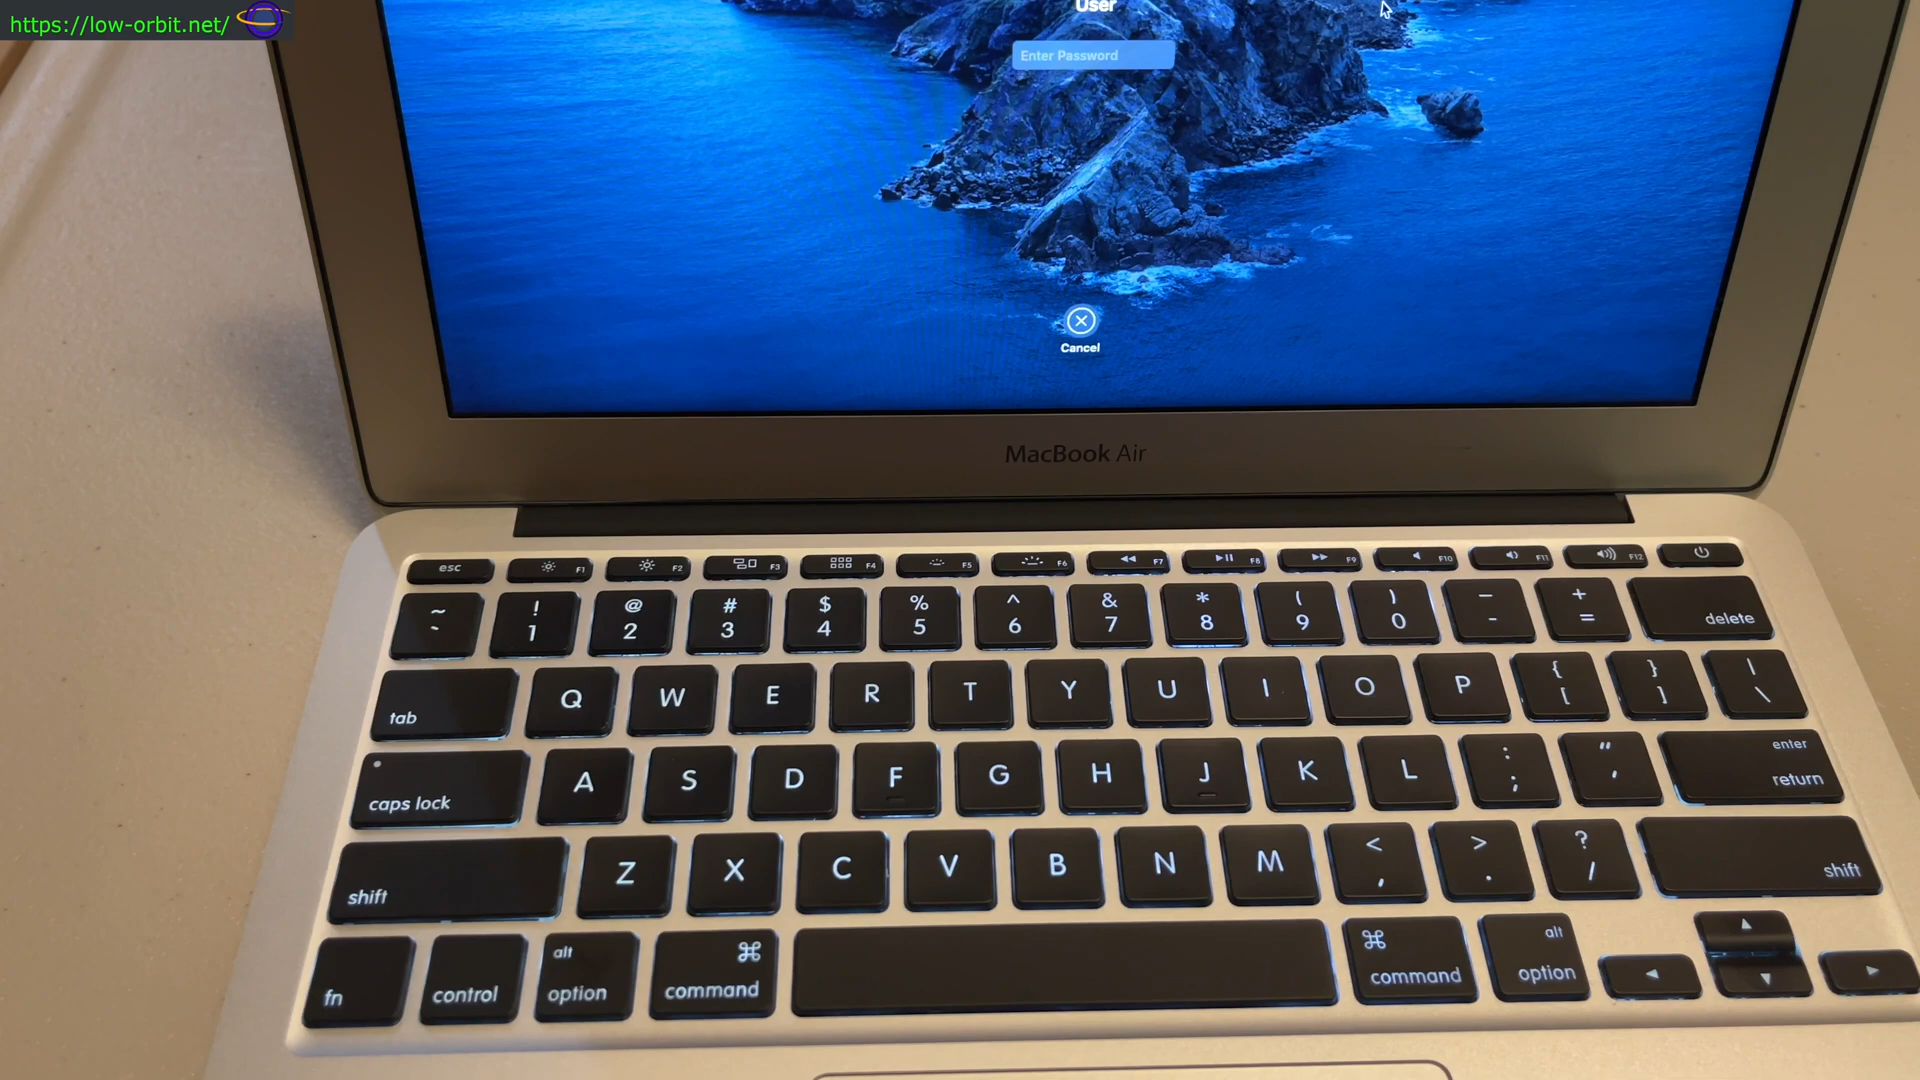 https://low-orbit.net/
User
Enter Password
Cancel
MacBook Air
esc F1 F2 F3 F4 F5 F6 F7 F8 F9 F10 F11 F12
~ ! @ # $ % ^ & * ( ) — +
` 1 2 3 4 5 6 7 8 9 0 - = delete
tab Q W E R T Y U I O P { [ } ] | \
caps lock A S D F G H J K L : ; " ' enter return
shift Z X C V B N M < , > . ? / shift
fn control alt option ⌘ command ⌘ command alt option ◀ ▲ ▼ ▶